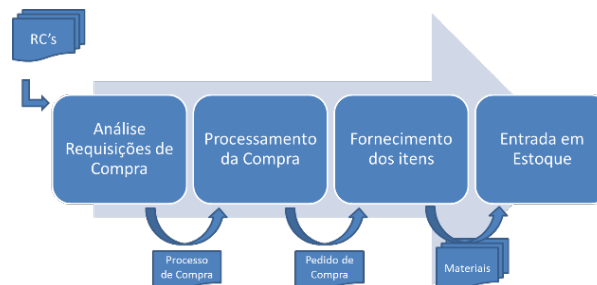 RC's
Análise
Requisições de
Compra
Processamento
da Compra
Fornecimento
dos itens
Entrada em
Estoque
Processo
de Compra
Pedido de
Compra
Materiais